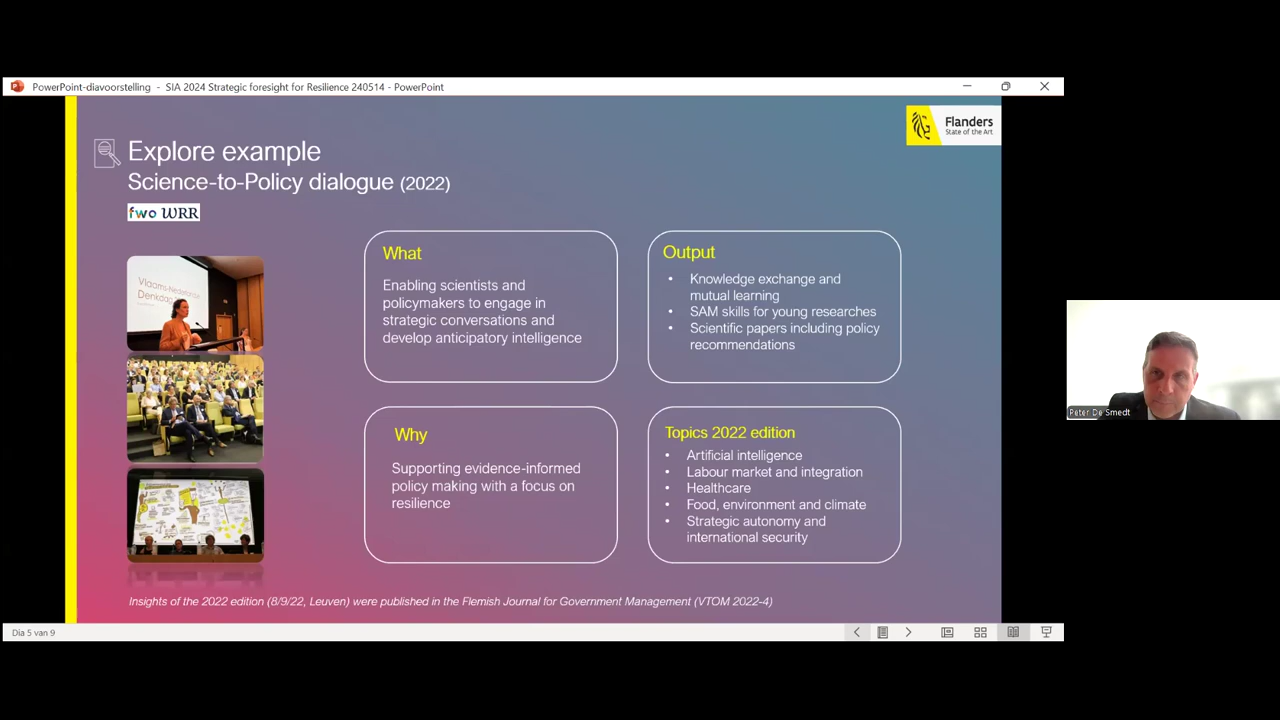 PowerPoint-diavoorstelling - SIA 2024 Strategic foresight for Resilience 240514 - PowerPoint
Flanders
State of the Art
Explore example
Science-to-Policy dialogue (2022)
fwo WRR
Vlaams-Nederlandse
Denkdag
What
Enabling scientists and
policymakers to engage in
strategic conversations and
develop anticipatory intelligence
Output
• Knowledge exchange and
mutual learning
• SAM skills for young researches
• Scientific papers including policy
recommendations
Why
Supporting evidence-informed
policy making with a focus on
resilience
Topics 2022 edition
• Artificial intelligence
• Labour market and integration
• Healthcare
• Food, environment and climate
• Strategic autonomy and
international security
Insights of the 2022 edition (8/9/22, Leuven) were published in the Flemish Journal for Government Management (VTOM 2022-4)
Dia 5 van 9
Peter De Smedt